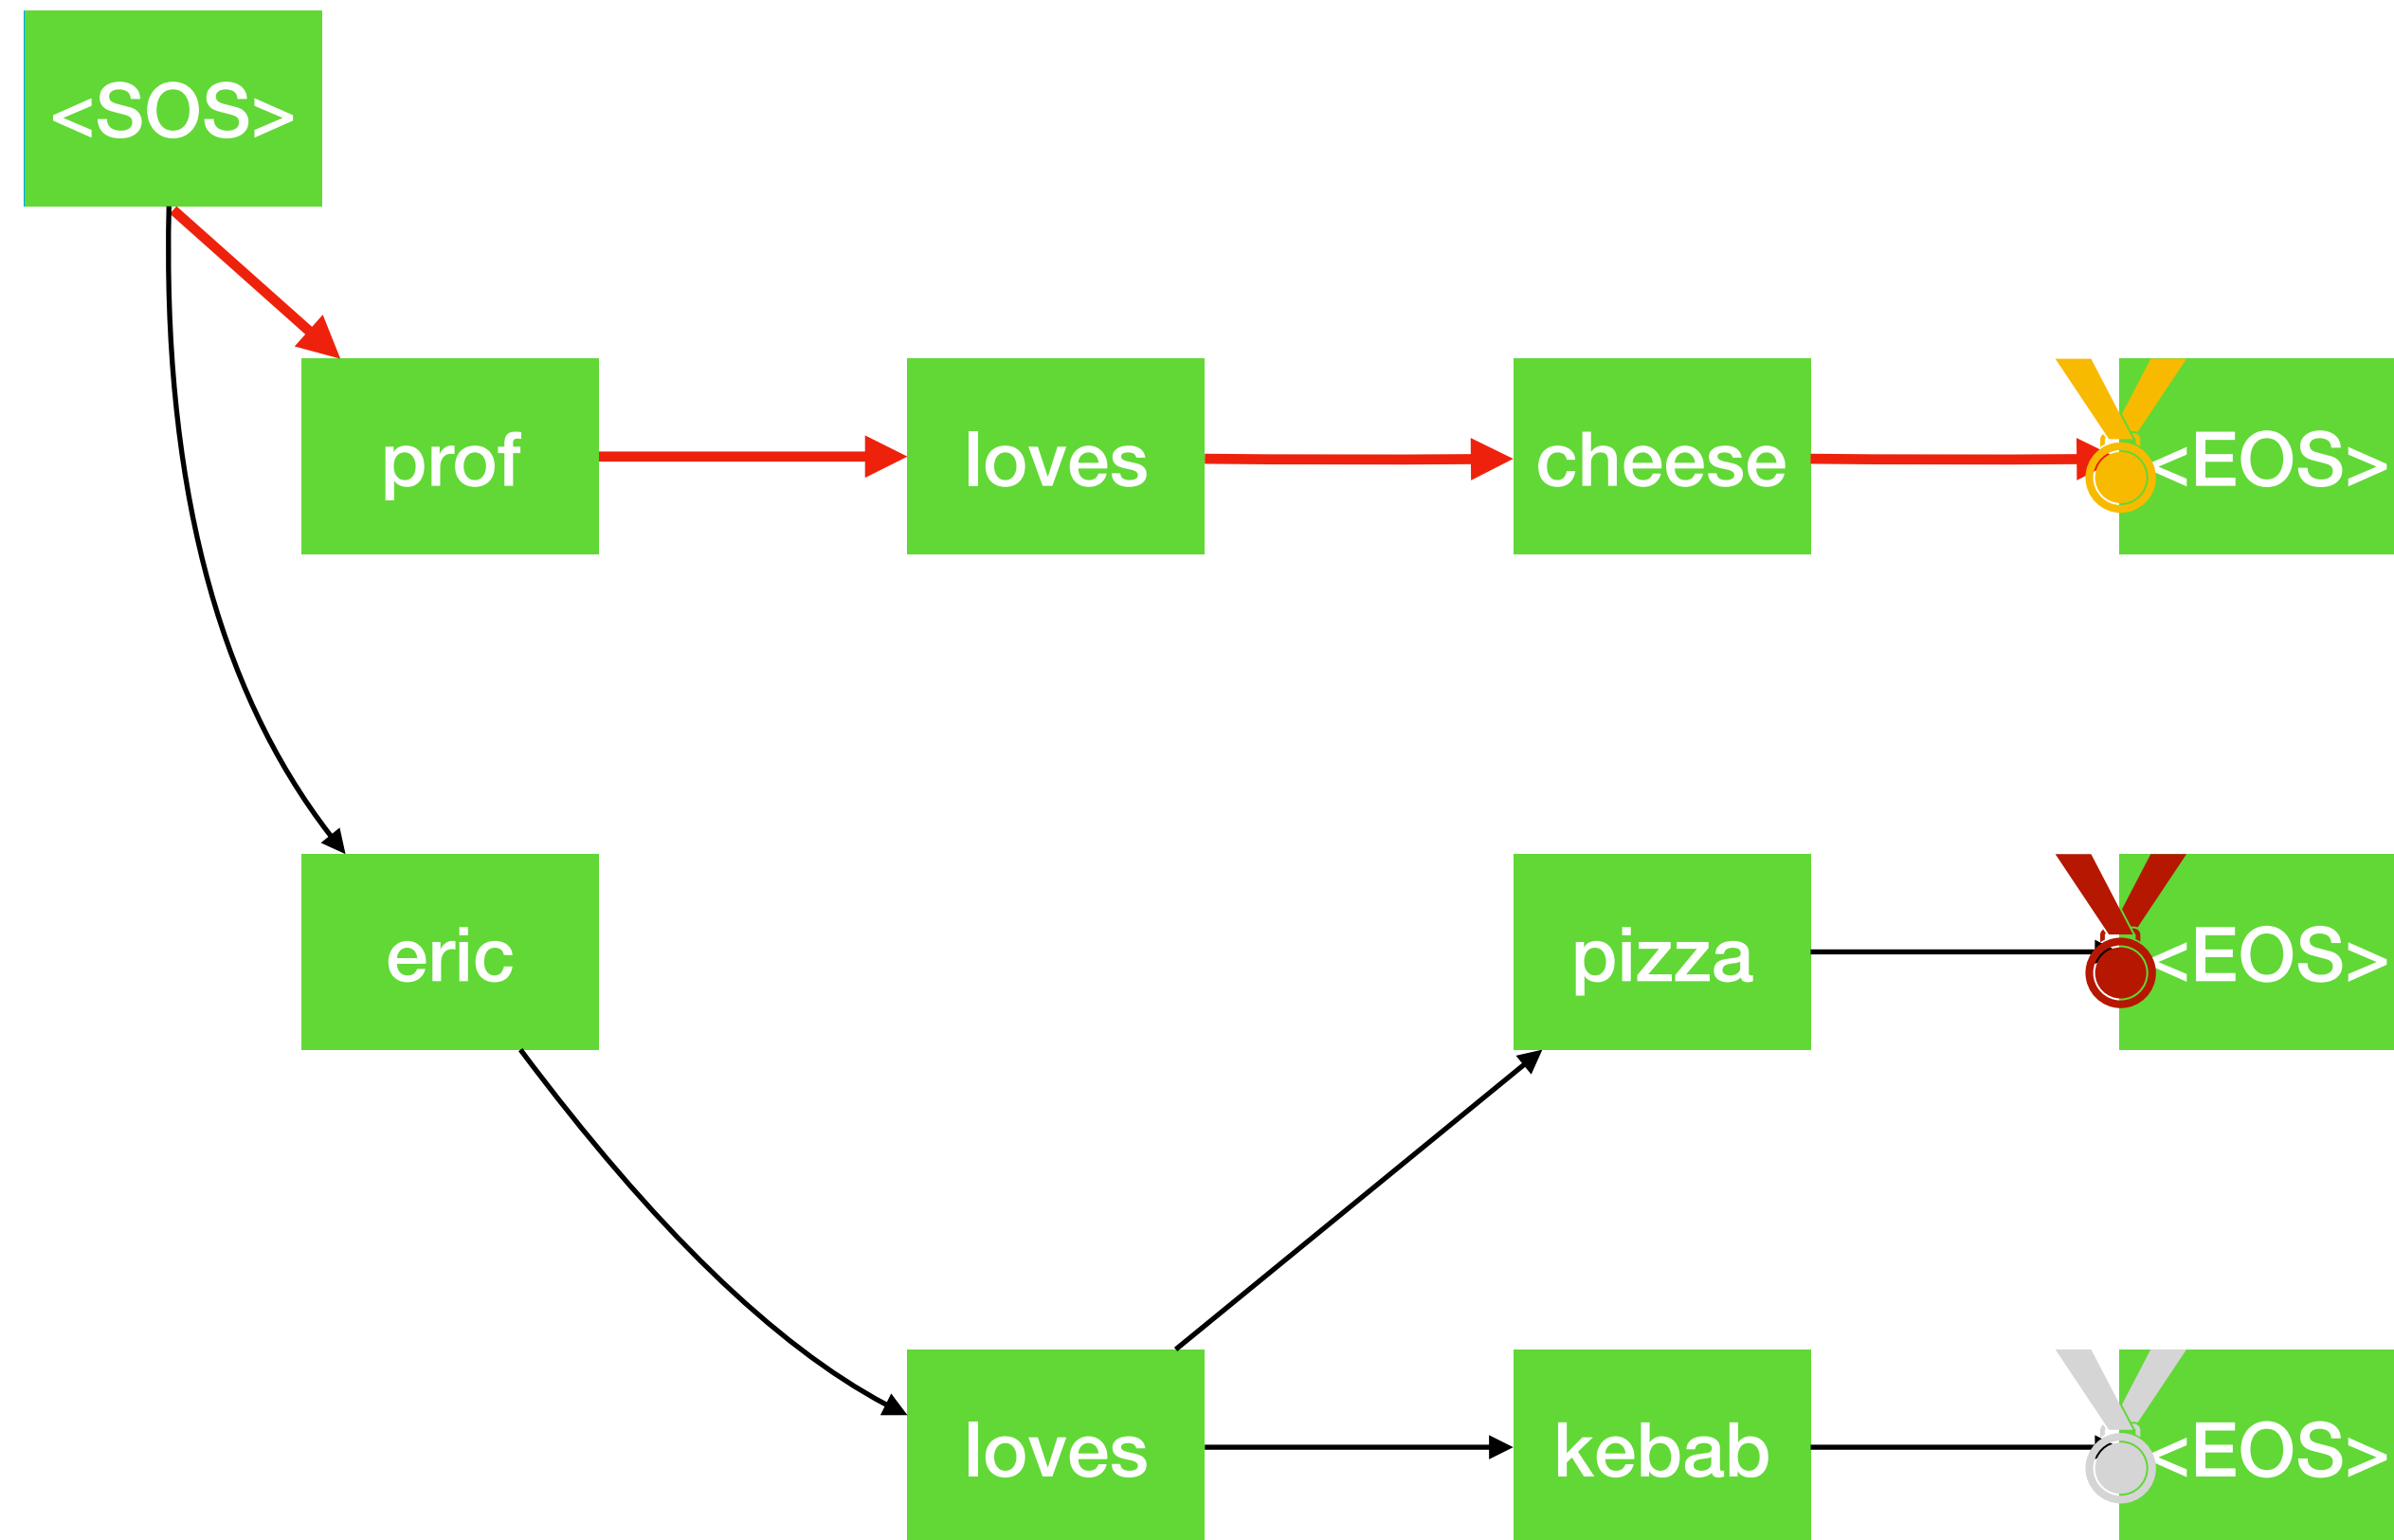 <SOS>
prof
loves
cheese
<EOS>
eric
pizza
<EOS>
loves
kebab
<EOS>